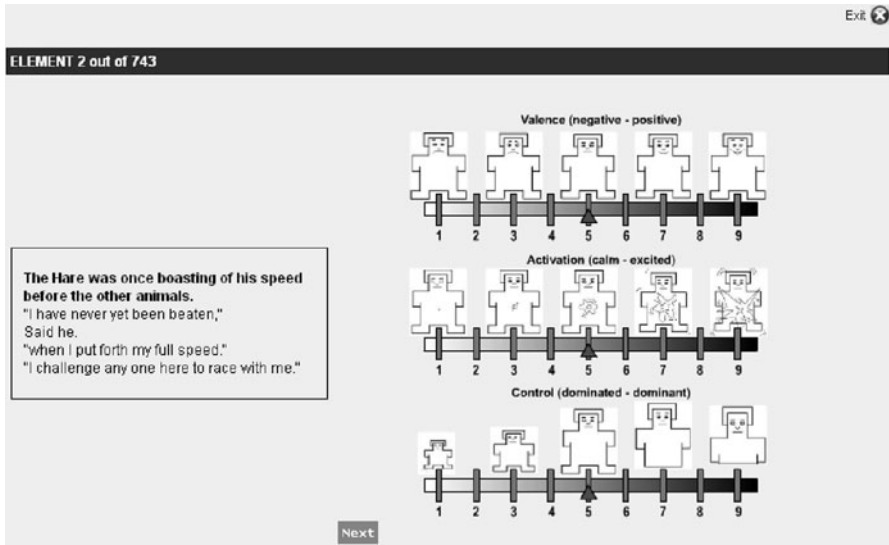 Exit
ELEMENT 2 out of 743
The Hare was once boasting of his speed
before the other animals.
"I have never yet been beaten,"
Said he.
"when I put forth my full speed."
"I challenge any one here to race with me."
Valence (negative - positive)
1 2 3 4 5 6 7 8 9
Activation (calm - excited)
1 2 3 4 5 6 7 8 9
Control (dominated - dominant)
1 2 3 4 5 6 7 8 9
Next